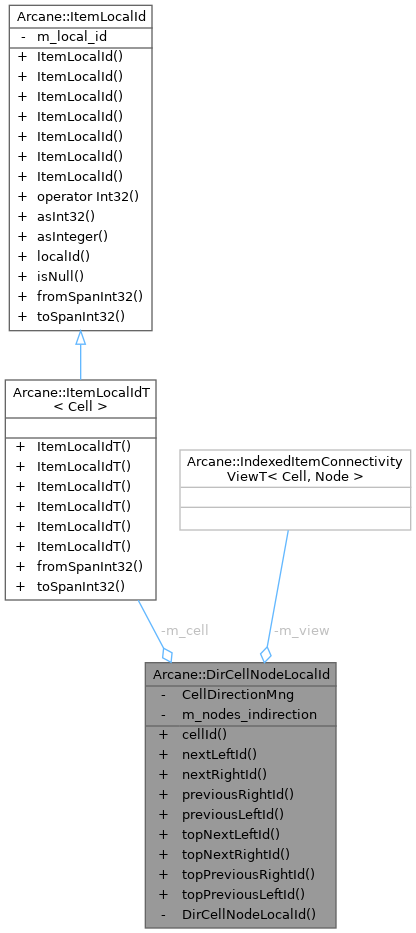 Arcane::ItemLocalId
- m_local_id
+ ItemLocalId()
+ ItemLocalId()
+ ItemLocalId()
+ ItemLocalId()
+ ItemLocalId()
+ ItemLocalId()
+ ItemLocalId()
+ operator Int32()
+ asInt32()
+ asInteger()
+ localId()
+ isNull()
+ fromSpanInt32()
+ toSpanInt32()
Arcane::ItemLocalIdT
< Cell >
+ ItemLocalIdT()
+ ItemLocalIdT()
+ ItemLocalIdT()
+ ItemLocalIdT()
+ ItemLocalIdT()
+ ItemLocalIdT()
+ fromSpanInt32()
+ toSpanInt32()
Arcane::IndexedItemConnectivity
ViewT< Cell, Node >
-m_cell
-m_view
Arcane::DirCellNodeLocalId
- CellDirectionMng
- m_nodes_indirection
+ cellId()
+ nextLeftId()
+ nextRightId()
+ previousRightId()
+ previousLeftId()
+ topNextLeftId()
+ topNextRightId()
+ topPreviousRightId()
+ topPreviousLeftId()
- DirCellNodeLocalId()